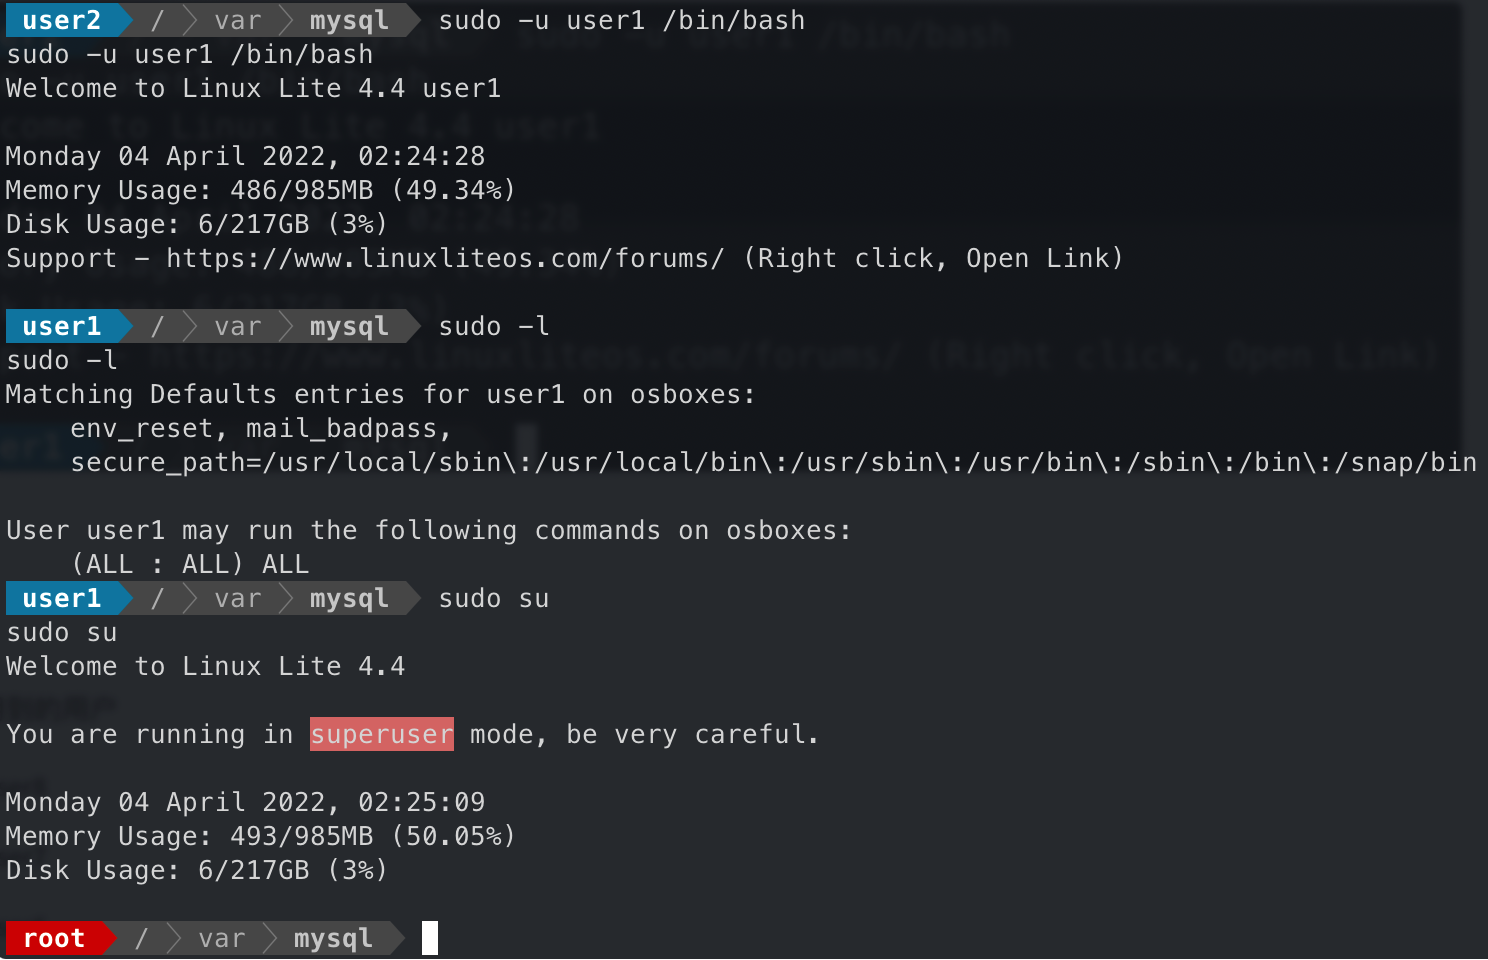 user2 / var mysql sudo -u user1 /bin/bash
sudo -u user1 /bin/bash
Welcome to Linux Lite 4.4 user1
Monday 04 April 2022, 02:24:28
Memory Usage: 486/985MB (49.34%)
Disk Usage: 6/217GB (3%)
Support - https://www.linuxliteos.com/forums/ (Right click, Open Link)
user1 / var mysql sudo -l
sudo -l
Matching Defaults entries for user1 on osboxes:
env_reset, mail_badpass,
secure_path=/usr/local/sbin\:/usr/local/bin\:/usr/sbin\:/usr/bin\:/sbin\:/bin\:/snap/bin
User user1 may run the following commands on osboxes:
(ALL : ALL) ALL
user1 / var mysql sudo su
sudo su
Welcome to Linux Lite 4.4
You are running in superuser mode, be very careful.
Monday 04 April 2022, 02:25:09
Memory Usage: 493/985MB (50.05%)
Disk Usage: 6/217GB (3%)
root / var mysql